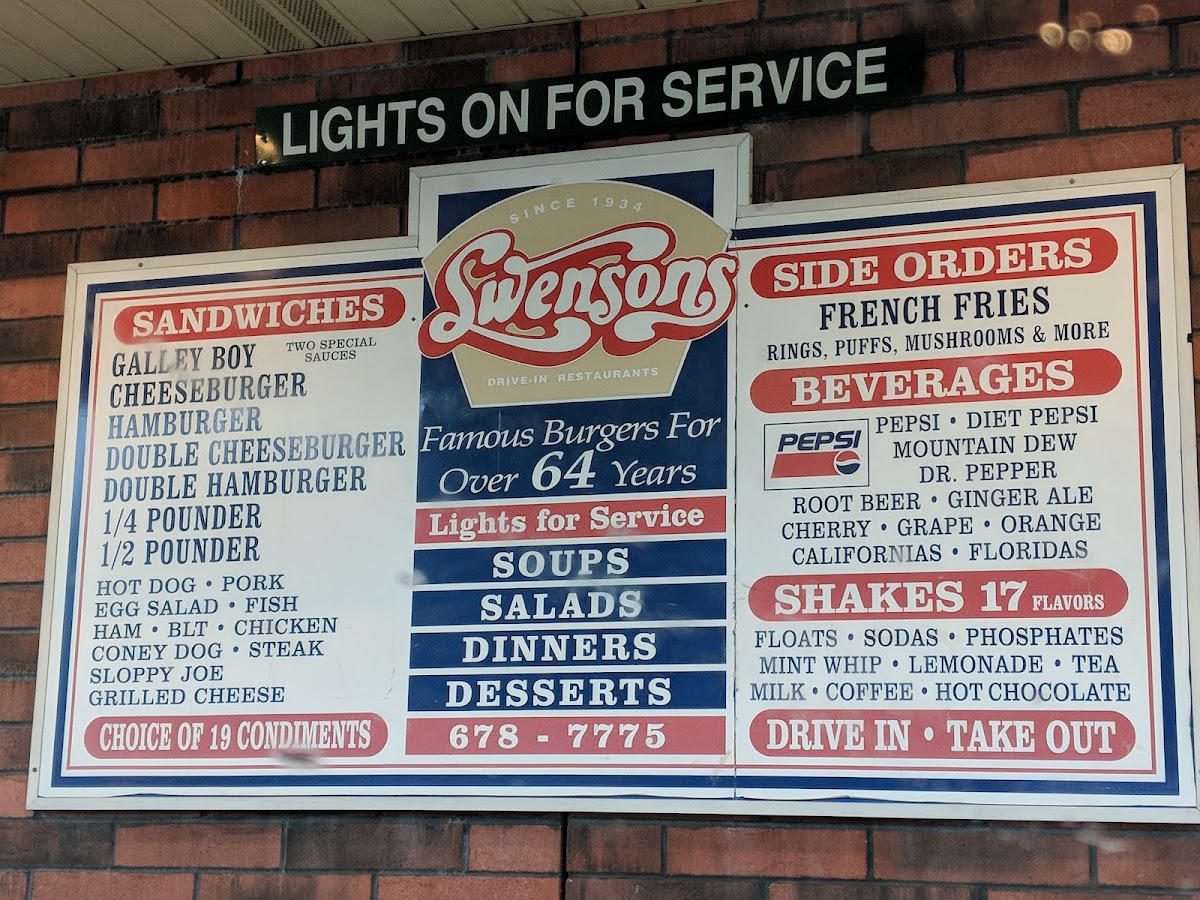 LIGHTS ON FOR SERVICE
SINCE 1934
Swensons
DRIVE-IN RESTAURANTS
Famous Burgers For
Over 64 Years
Lights for Service
SOUPS
SALADS
DINNERS
DESSERTS
678 - 7775
SANDWICHES
GALLEY BOY TWO SPECIAL
SAUCES
CHEESEBURGER
HAMBURGER
DOUBLE CHEESEBURGER
DOUBLE HAMBURGER
1/4 POUNDER
1/2 POUNDER
HOT DOG • PORK
EGG SALAD • FISH
HAM • BLT • CHICKEN
CONEY DOG • STEAK
SLOPPY JOE
GRILLED CHEESE
CHOICE OF 19 CONDIMENTS
SIDE ORDERS
FRENCH FRIES
RINGS, PUFFS, MUSHROOMS & MORE
BEVERAGES
PEPSI
PEPSI • DIET PEPSI
MOUNTAIN DEW
DR. PEPPER
ROOT BEER • GINGER ALE
CHERRY • GRAPE • ORANGE
CALIFORNIAS • FLORIDAS
SHAKES 17 FLAVORS
FLOATS • SODAS • PHOSPHATES
MINT WHIP • LEMONADE • TEA
MILK • COFFEE • HOT CHOCOLATE
DRIVE IN • TAKE OUT